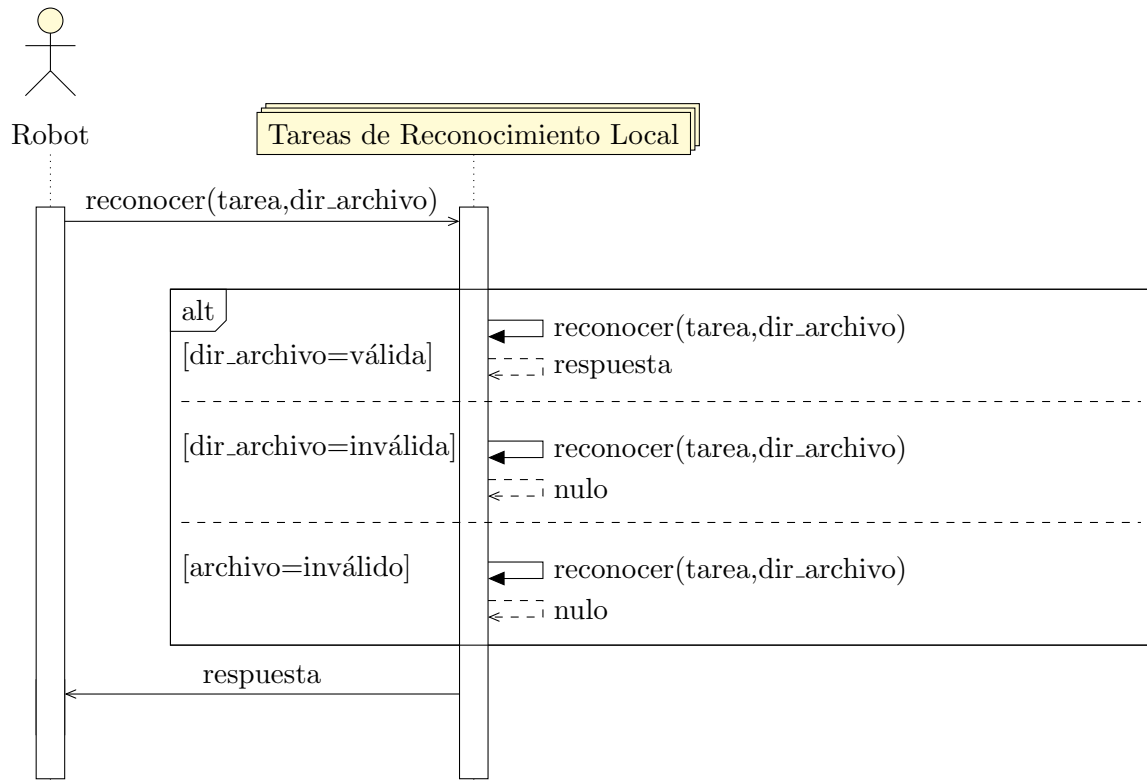 Robot
Tareas de Reconocimiento Local
reconocer(tarea,dir_archivo)
alt
reconocer(tarea,dir_archivo)
[dir_archivo=válida]
respuesta
[dir_archivo=inválida]
reconocer(tarea,dir_archivo)
nulo
[archivo=inválido]
reconocer(tarea,dir_archivo)
nulo
respuesta